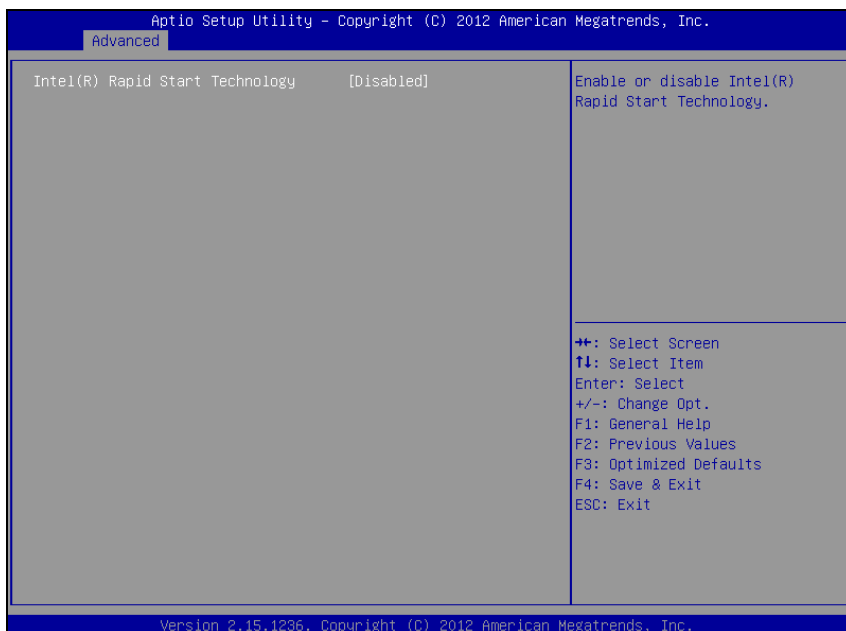 Aptio Setup Utility – Copyright (C) 2012 American Megatrends, Inc.
Advanced
Intel(R) Rapid Start Technology [Disabled]
Enable or disable Intel(R)
Rapid Start Technology.
→←: Select Screen
↑↓: Select Item
Enter: Select
+/-: Change Opt.
F1: General Help
F2: Previous Values
F3: Optimized Defaults
F4: Save & Exit
ESC: Exit
Version 2.15.1236. Copyright (C) 2012 American Megatrends, Inc.